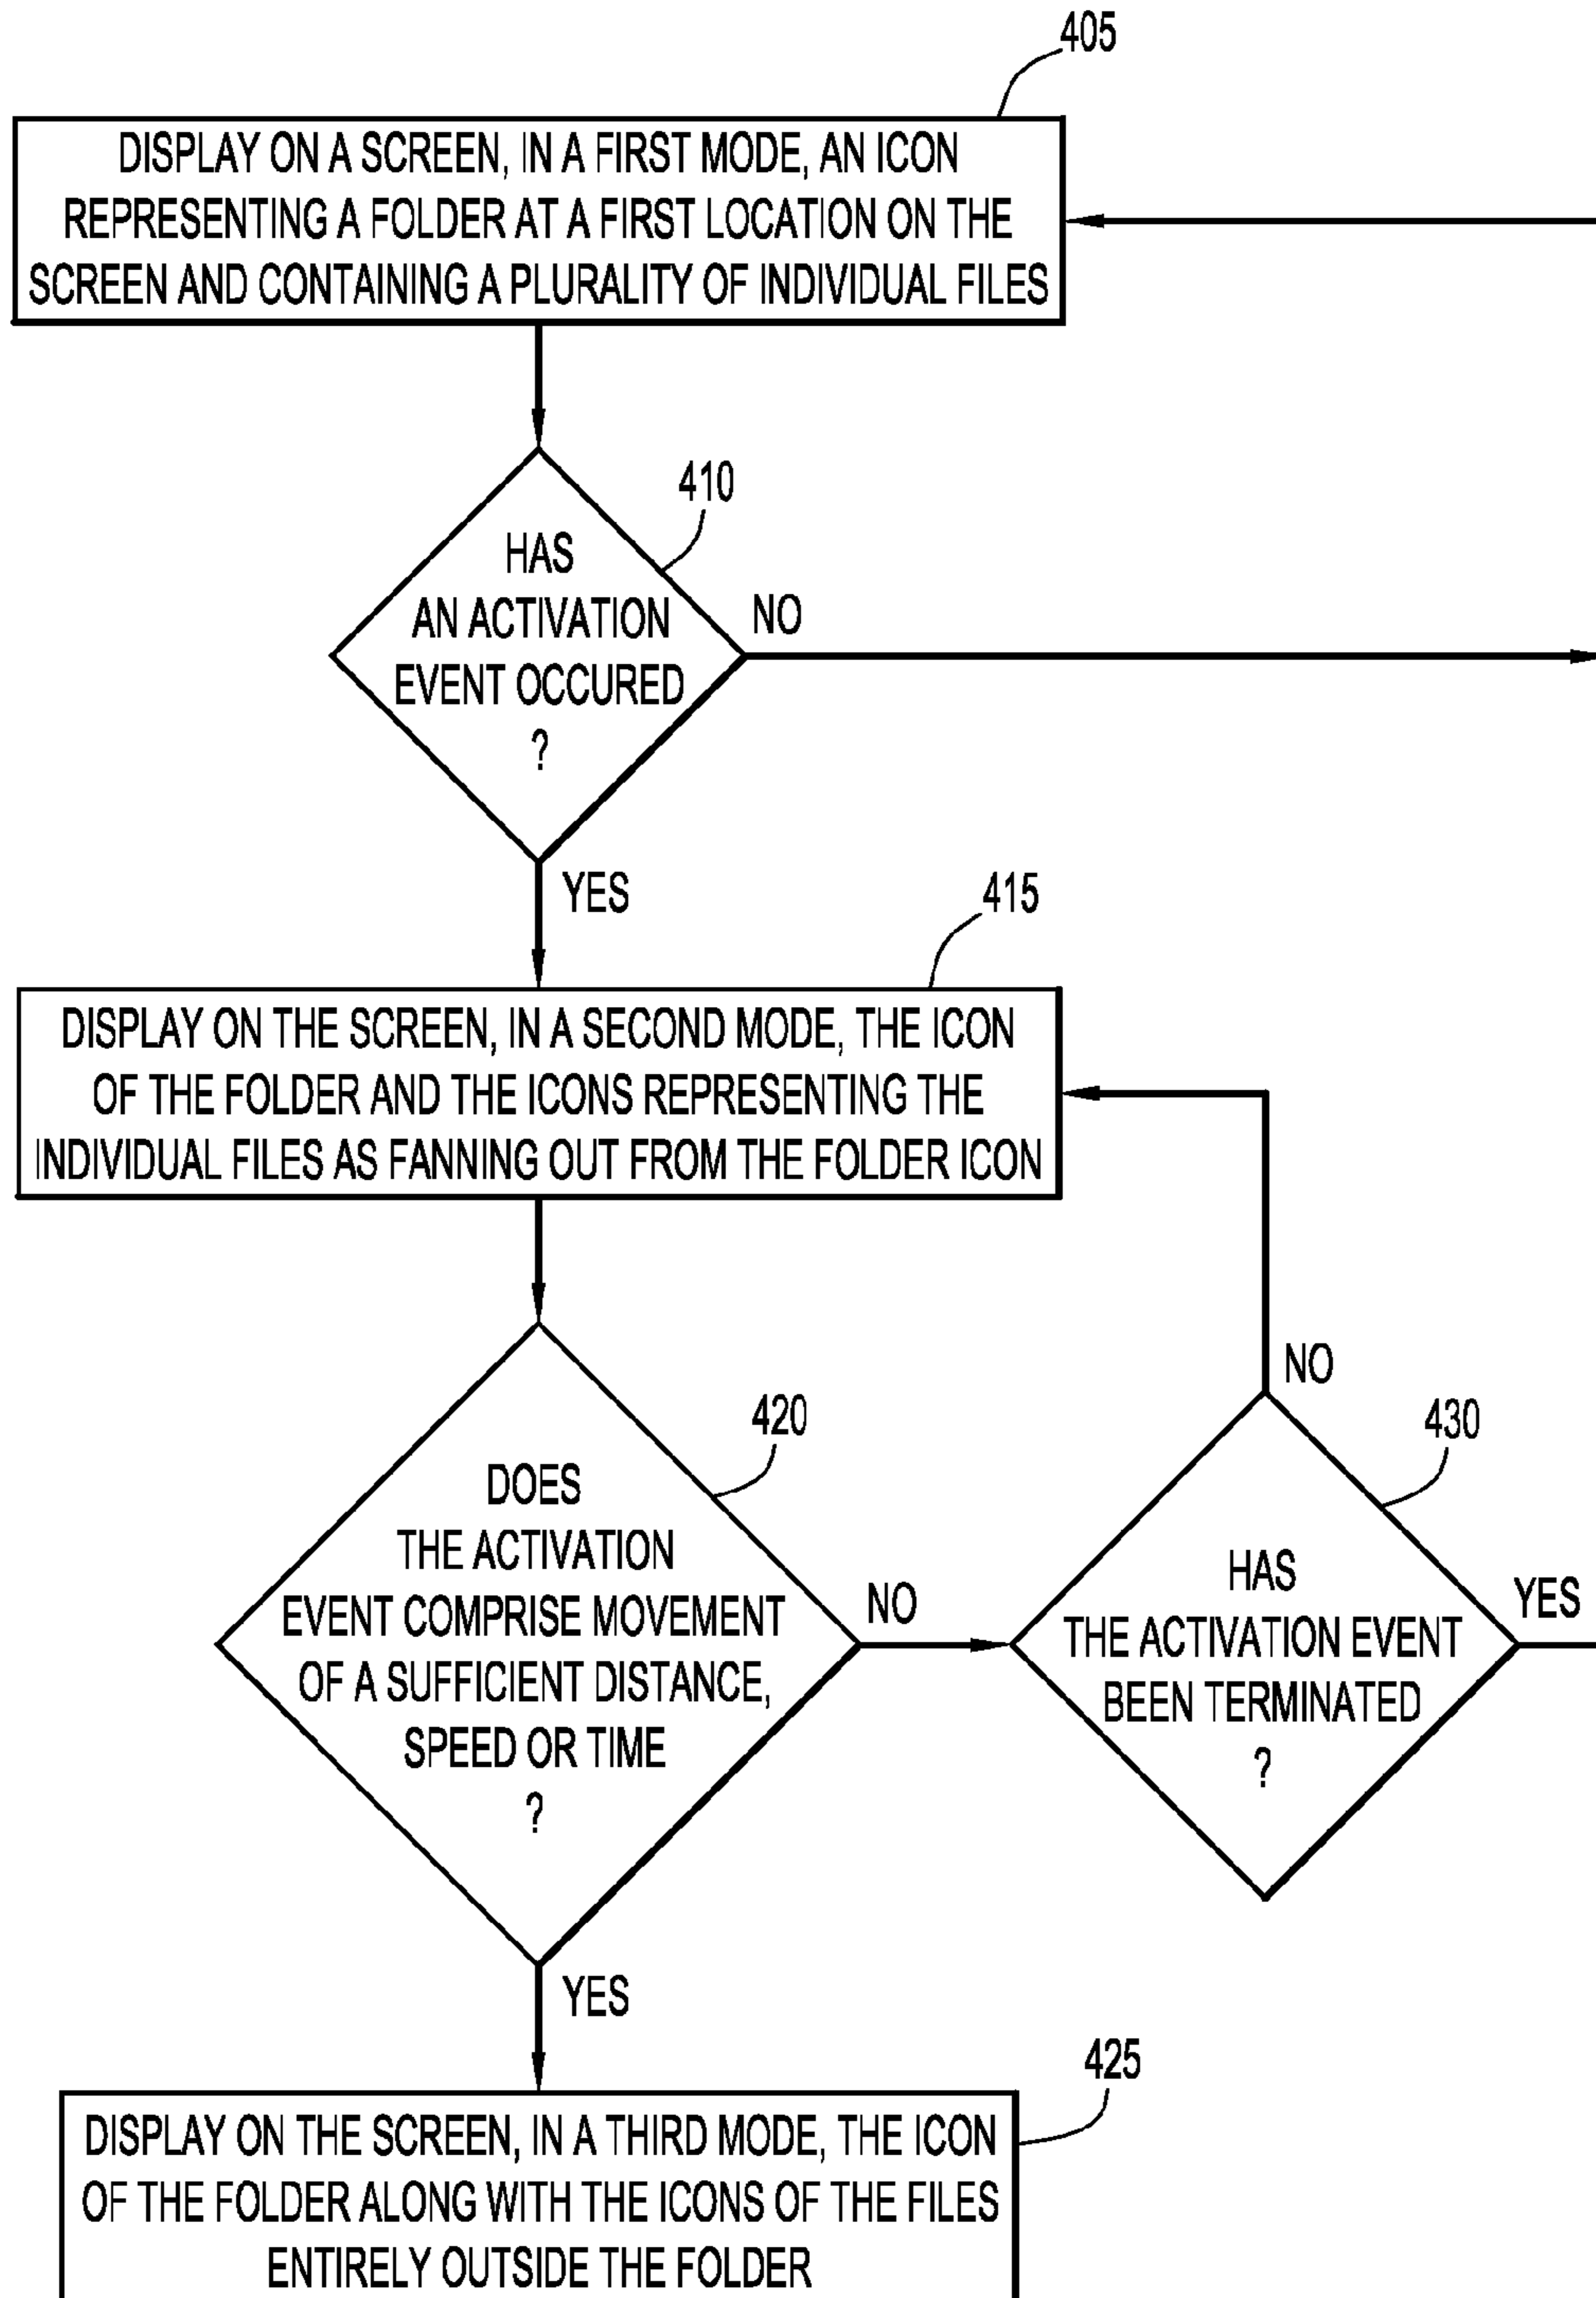 405
DISPLAY ON A SCREEN, IN A FIRST MODE, AN ICON
REPRESENTING A FOLDER AT A FIRST LOCATION ON THE
SCREEN AND CONTAINING A PLURALITY OF INDIVIDUAL FILES
410
HAS
AN ACTIVATION
EVENT OCCURED
?
NO
YES
415
DISPLAY ON THE SCREEN, IN A SECOND MODE, THE ICON
OF THE FOLDER AND THE ICONS REPRESENTING THE
INDIVIDUAL FILES AS FANNING OUT FROM THE FOLDER ICON
420
DOES
THE ACTIVATION
EVENT COMPRISE MOVEMENT
OF A SUFFICIENT DISTANCE,
SPEED OR TIME
?
NO
YES
430
HAS
THE ACTIVATION EVENT
BEEN TERMINATED
?
NO
YES
425
DISPLAY ON THE SCREEN, IN A THIRD MODE, THE ICON
OF THE FOLDER ALONG WITH THE ICONS OF THE FILES
ENTIRELY OUTSIDE THE FOLDER